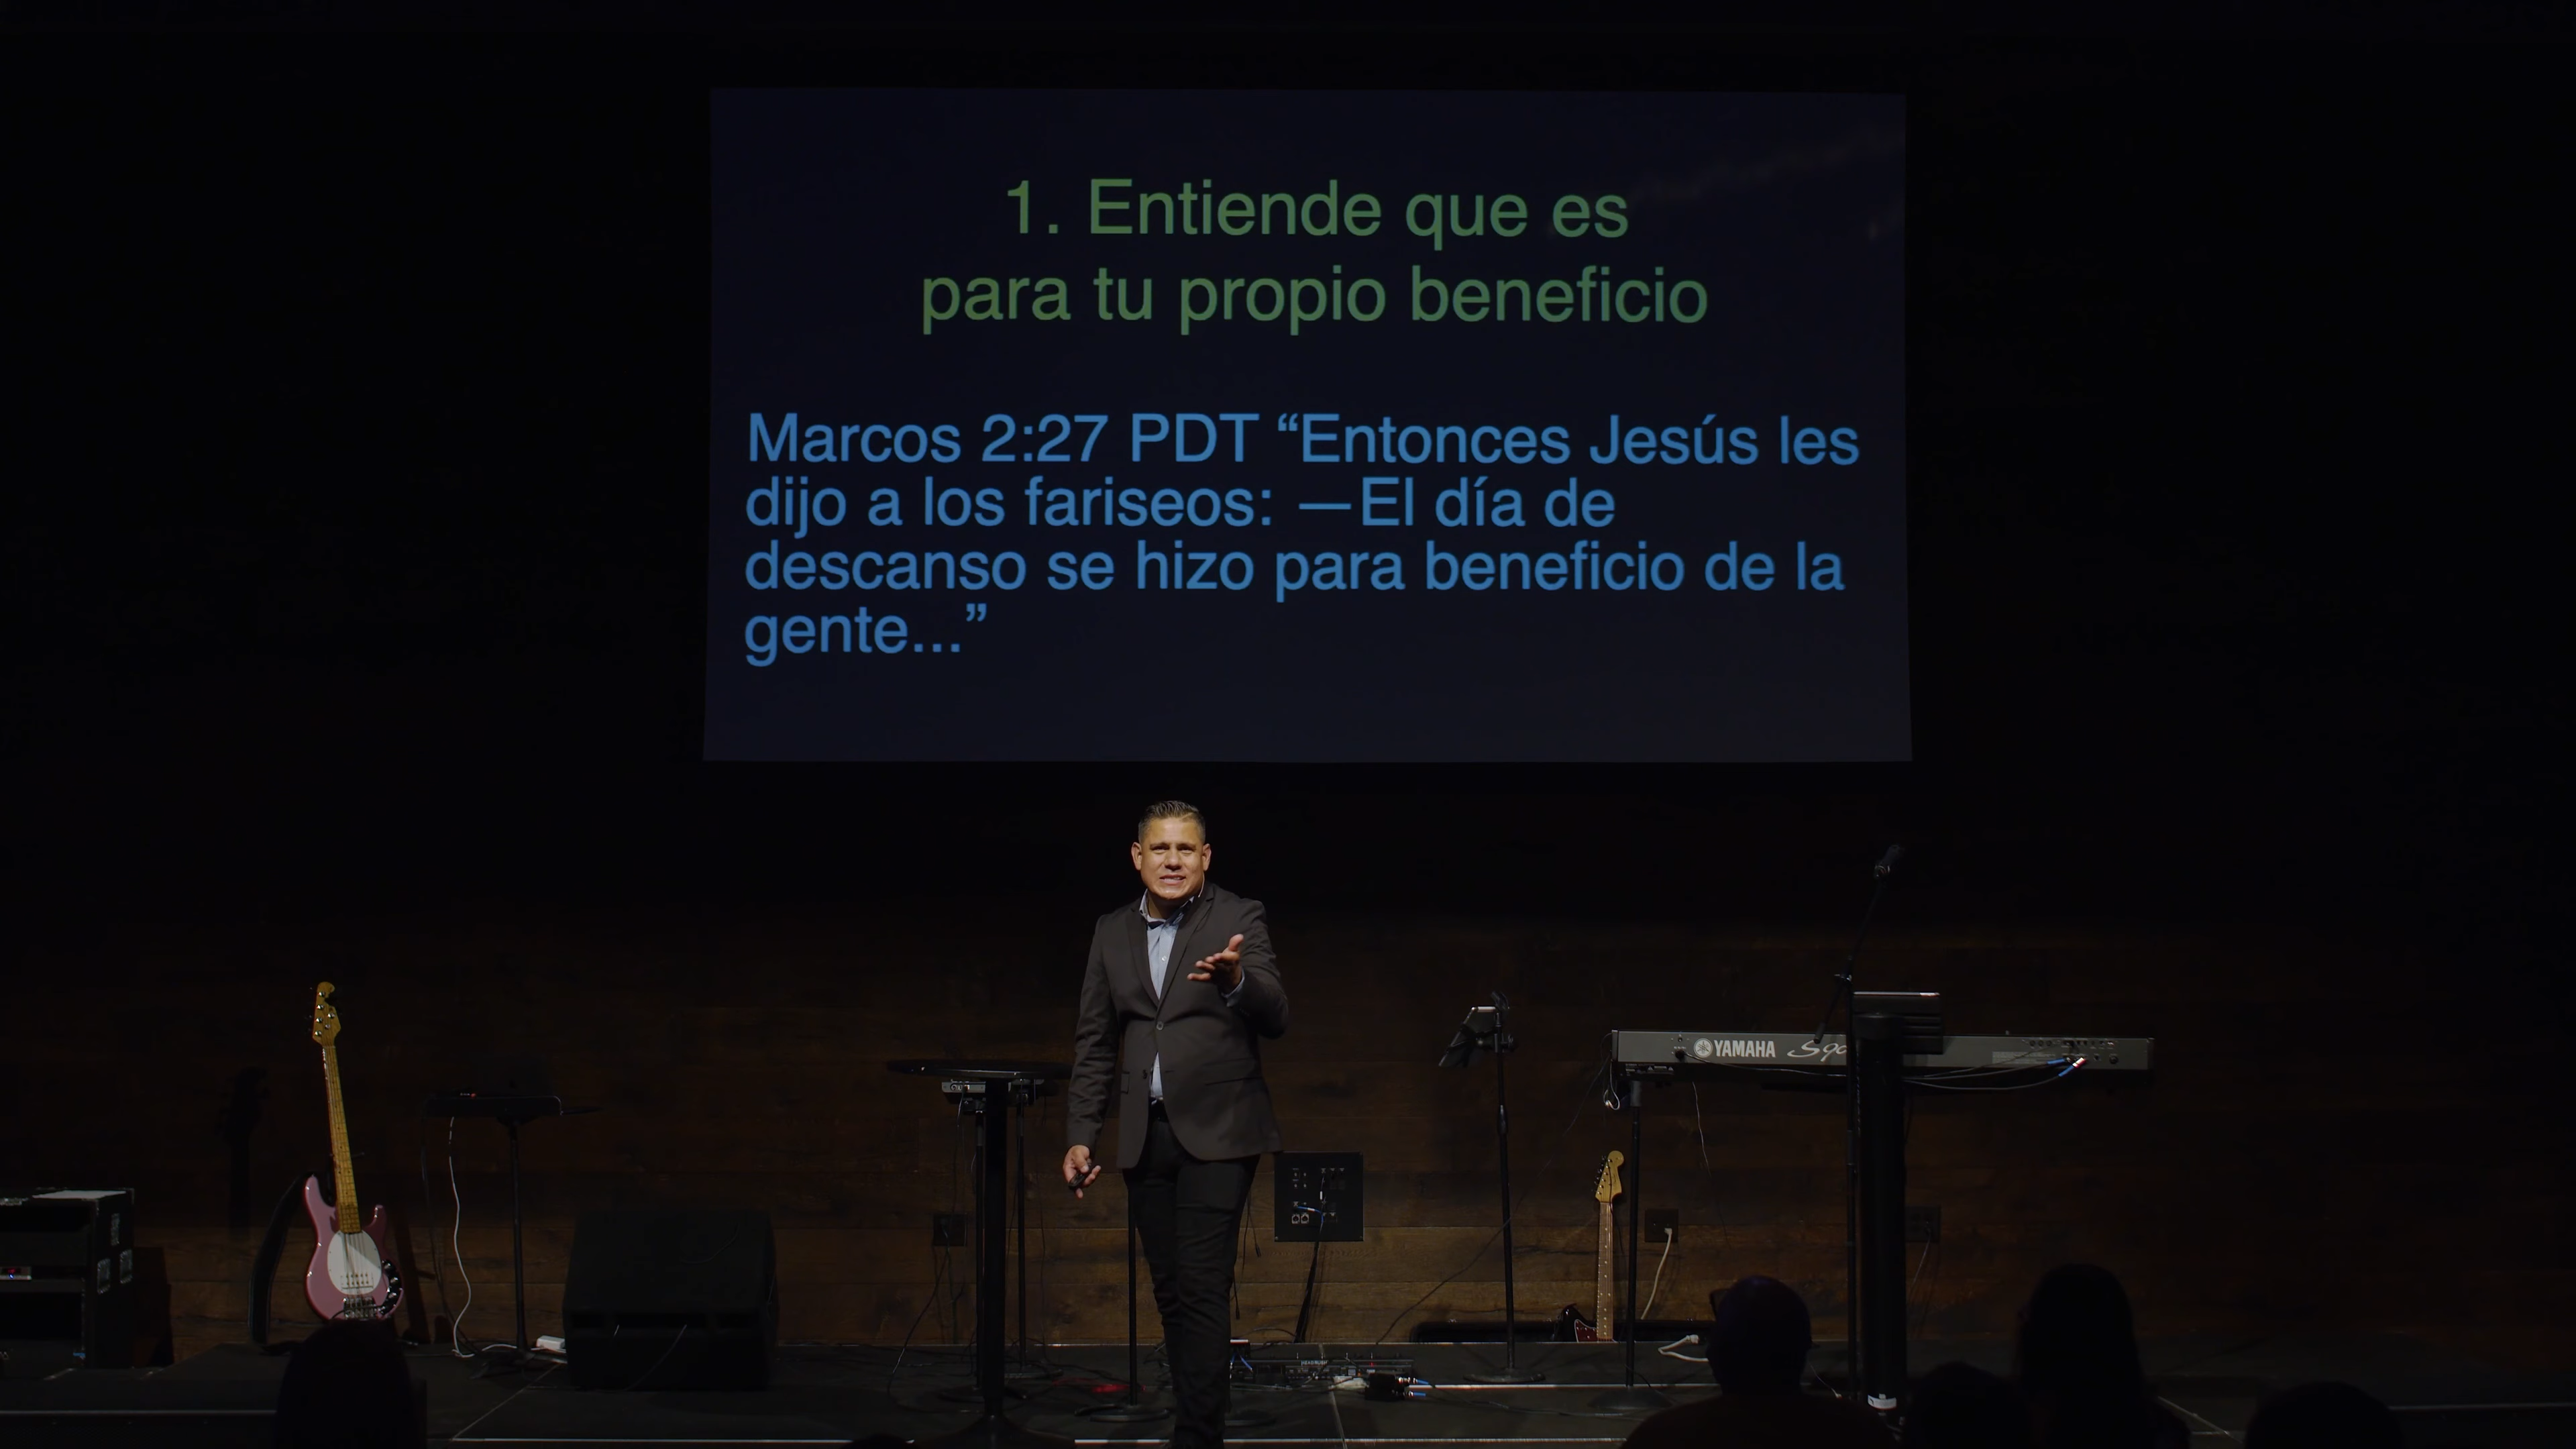 1. Entiende que es
para tu propio beneficio
Marcos 2:27 PDT “Entonces Jesús les
dijo a los fariseos: —El día de
descanso se hizo para beneficio de la
gente...”
YAMAHA S90